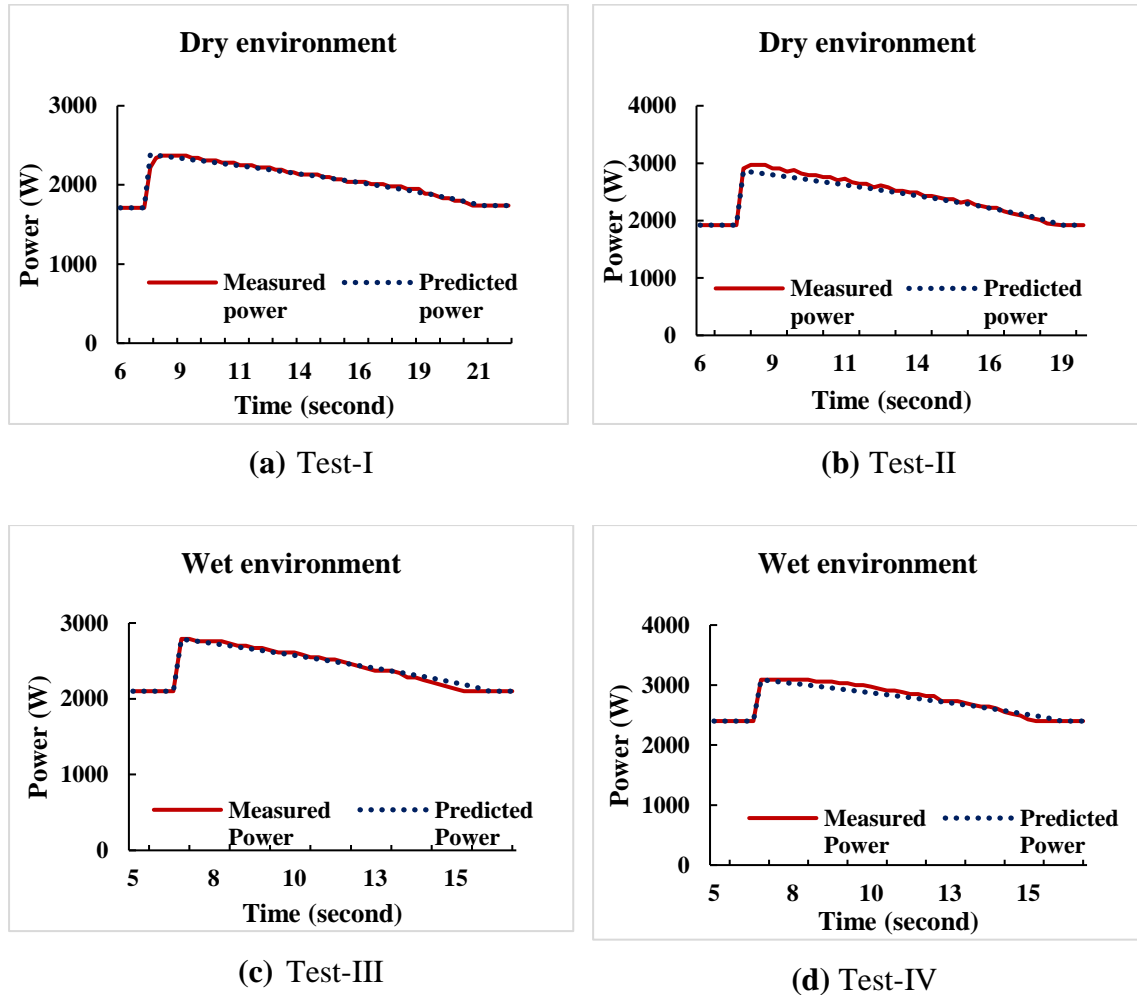 Dry environment
3000
2000
1000
0
Power (W)
Measured power
Predicted power
6 9 11 14 16 19 21
Time (second)
(a) Test-I
Dry environment
4000
3000
2000
1000
0
Power (W)
Measured power
Predicted power
6 9 11 14 16 19
Time (second)
(b) Test-II
Wet environment
3000
2000
1000
0
Power (W)
Measured Power
Predicted Power
5 8 10 13 15
Time (second)
(c) Test-III
Wet environment
4000
3000
2000
1000
0
Power (W)
Measured Power
Predicted Power
5 8 10 13 15
Time (second)
(d) Test-IV